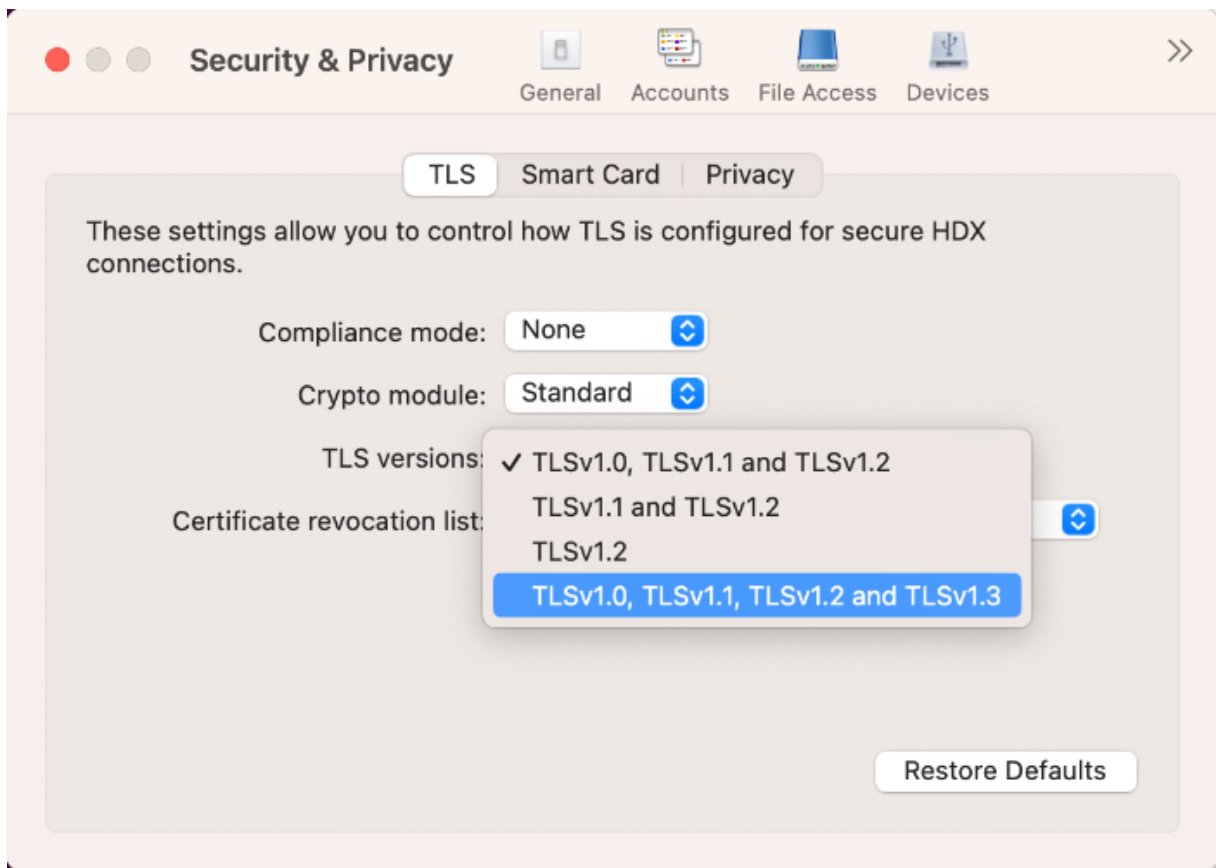 Security & Privacy
General
Accounts
File Access
Devices
TLS
Smart Card
Privacy
These settings allow you to control how TLS is configured for secure HDX
connections.
Compliance mode: None
Crypto module: Standard
TLS versions: ✓ TLSv1.0, TLSv1.1 and TLSv1.2
TLSv1.1 and TLSv1.2
Certificate revocation list:
TLSv1.2
TLSv1.0, TLSv1.1, TLSv1.2 and TLSv1.3
Restore Defaults